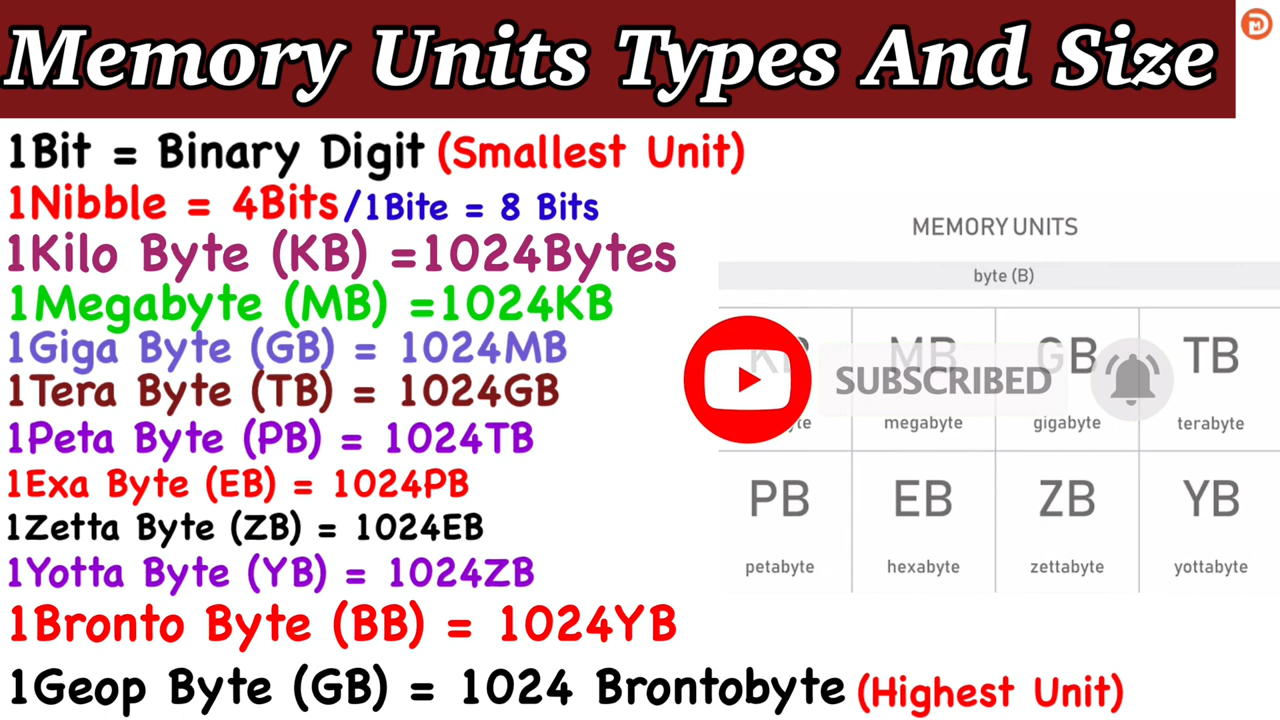 Memory Units Types And Size
1Bit = Binary Digit (Smallest Unit)
1Nibble = 4Bits/1Bite = 8 Bits
1Kilo Byte (KB) =1024Bytes
1Megabyte (MB) =1024KB
1Giga Byte (GB) = 1024MB
1Tera Byte (TB) = 1024GB
1Peta Byte (PB) = 1024TB
1Exa Byte (EB) = 1024PB
1Zetta Byte (ZB) = 1024EB
1Yotta Byte (YB) = 1024ZB
1Bronto Byte (BB) = 1024YB
1Geop Byte (GB) = 1024 Brontobyte (Highest Unit)
MEMORY UNITS
byte (B)
KB MB GB TB
SUBSCRIBED
megabyte gigabyte terabyte
PB EB ZB YB
petabyte hexabyte zettabyte yottabyte